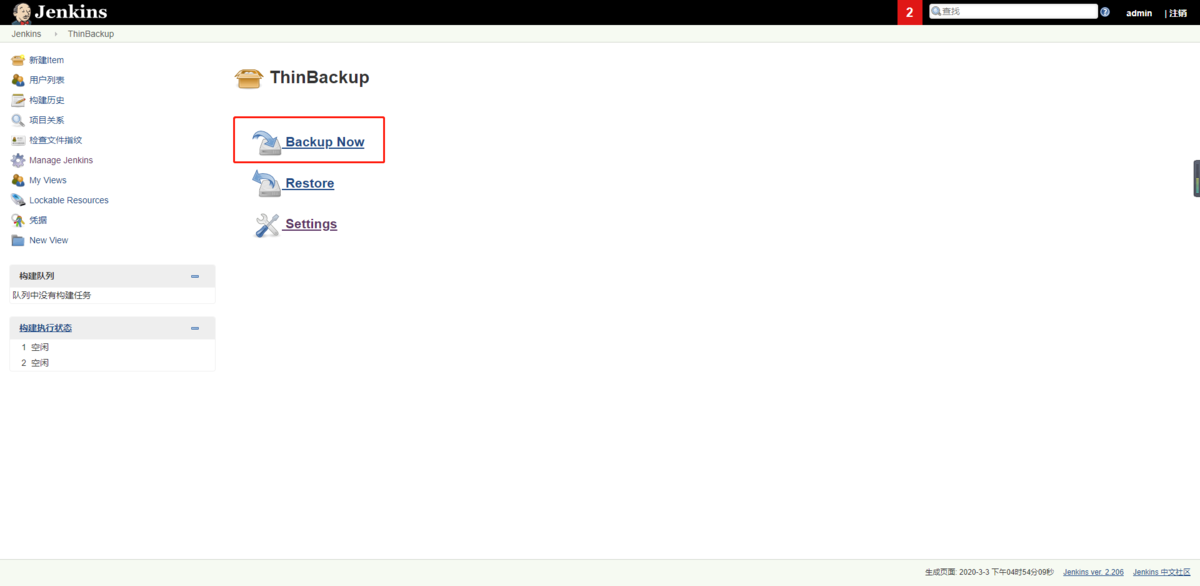 Jenkins
2
查找
admin
| 注销
Jenkins
ThinBackup
新建Item
用户列表
构建历史
项目关系
检查文件指纹
Manage Jenkins
My Views
Lockable Resources
凭据
New View
构建队列
队列中没有构建任务
构建执行状态
1 空闲
2 空闲
ThinBackup
Backup Now
Restore
Settings
生成页面: 2020-3-3 下午04时54分09秒 Jenkins ver. 2.206 Jenkins 中文社区